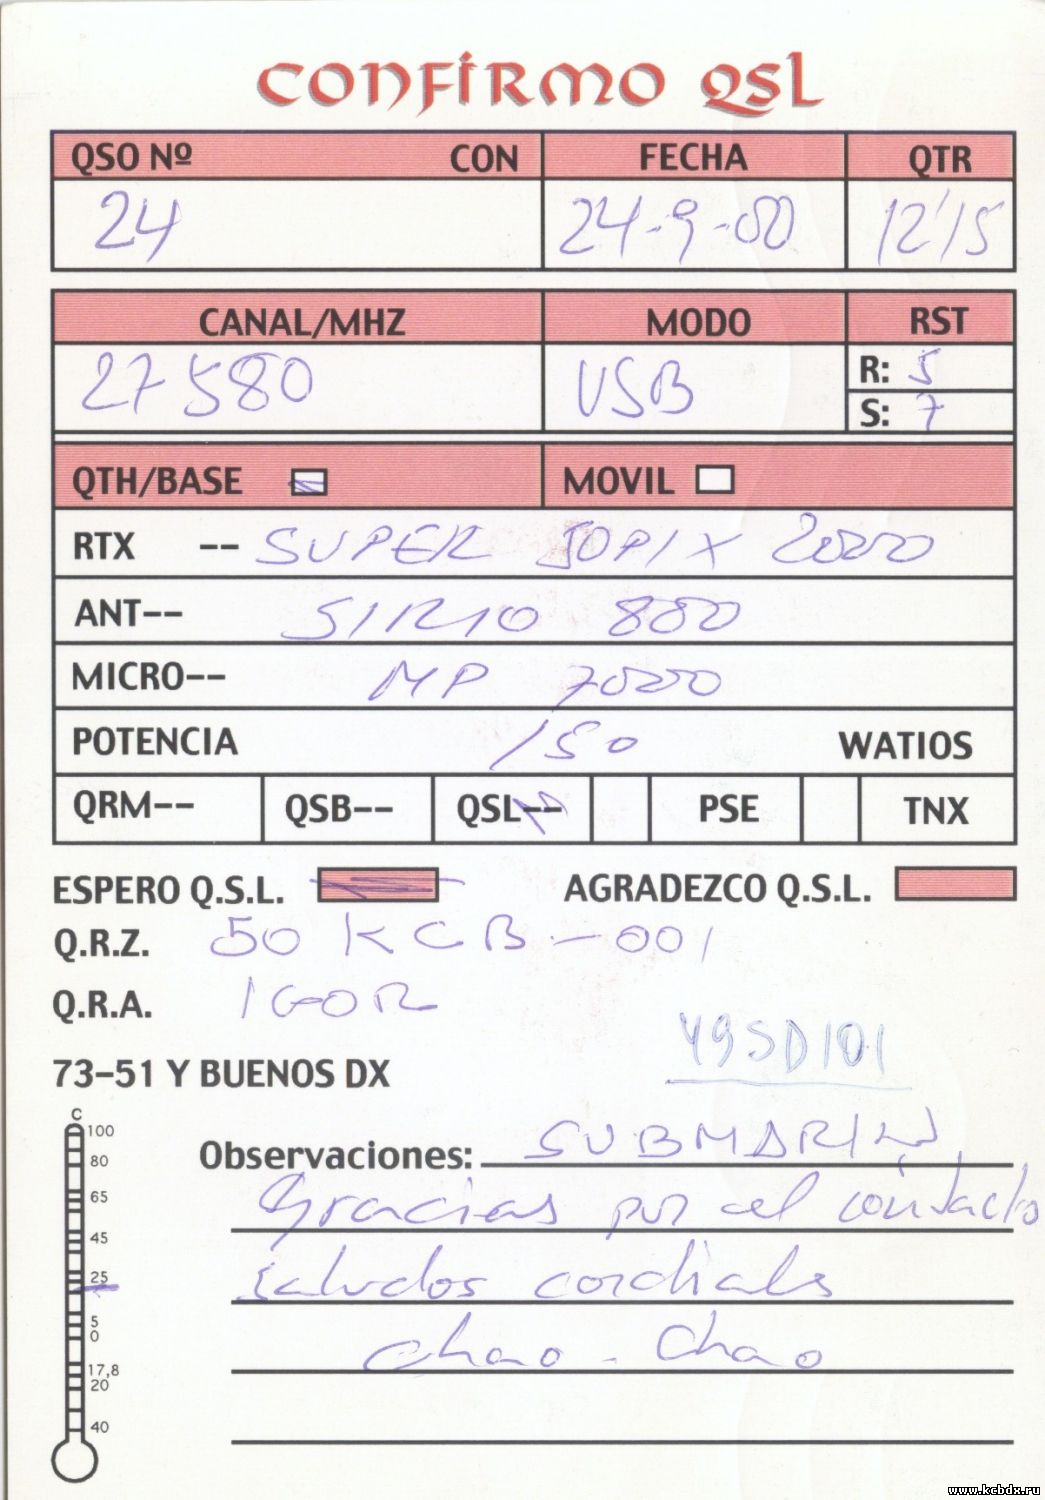 CONFIRMO QSL
QSO Nº CON FECHA QTR
24 24-9-00 12'15
CANAL/MHZ MODO RST
27580 USB R: 5
S: 7
QTH/BASE MOVIL
RTX -- SUPER JOPIX 2000
ANT-- SIRIO 800
MICRO-- MP 7000
POTENCIA 150 WATIOS
QRM-- QSB-- QSL-- PSE TNX
ESPERO Q.S.L. AGRADEZCO Q.S.L.
Q.R.Z. 50 KCB-001
Q.R.A. IGOR
49SD101
73-51 Y BUENOS DX
C
100
80
65
45
25
5
0
17,8
20
40
Observaciones: SUBMARIN
Gracias por el contacto
saludos cordials
chao - chao
www.kcbdx.ru